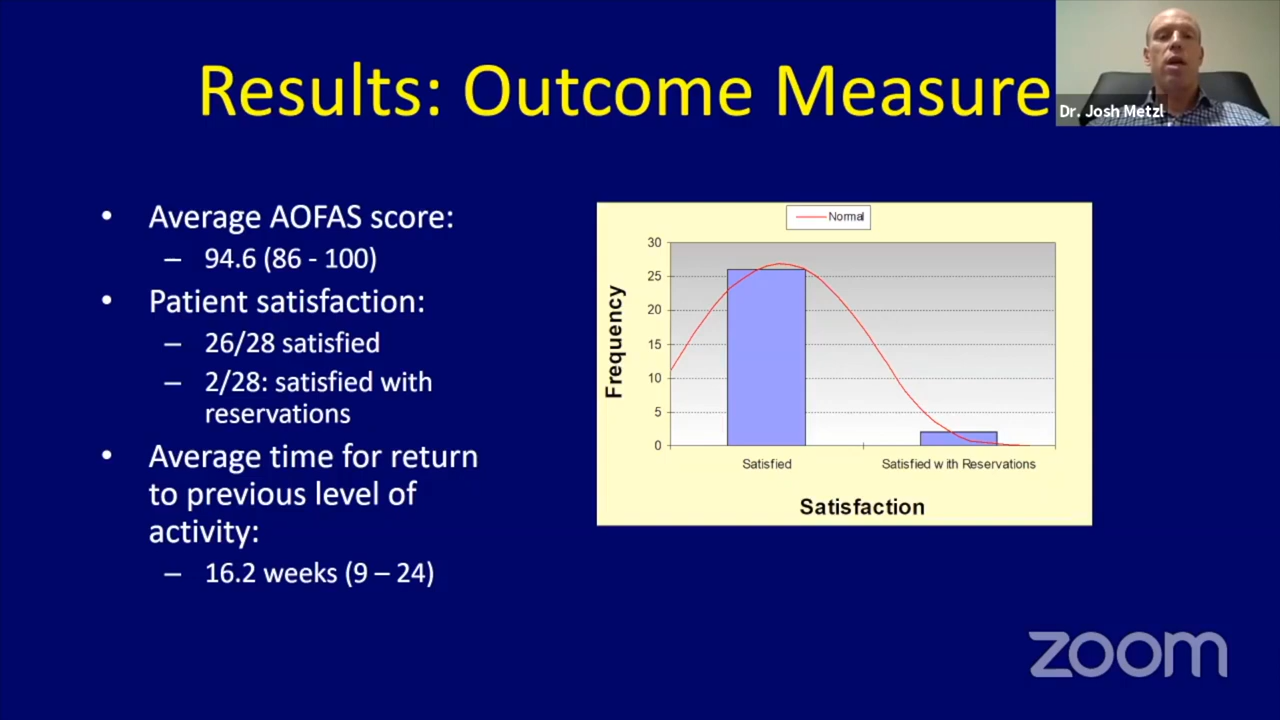 Results: Outcome Measure
Dr. Josh Metzl
• Average AOFAS score:
– 94.6 (86 - 100)
• Patient satisfaction:
– 26/28 satisfied
– 2/28: satisfied with
reservations
• Average time for return
to previous level of
activity:
– 16.2 weeks (9 – 24)
Normal
30
25
20
15
10
5
0
Frequency
Satisfied
Satisfied with Reservations
Satisfaction
zoom